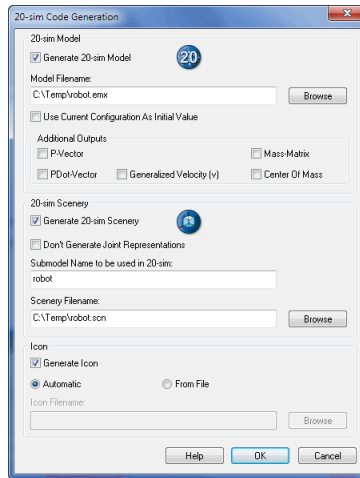 20-sim Code Generation
20-sim Model
Generate 20-sim Model
20
Model Filename:
C:\Temp\robot.emx
Browse
Use Current Configuration As Initial Value
Additional Outputs
P-Vector
Mass-Matrix
PDot-Vector
Generalized Velocity (v)
Center Of Mass
20-sim Scenery
Generate 20-sim Scenery
Don't Generate Joint Representations
Submodel Name to be used in 20-sim:
robot
Scenery Filename:
C:\Temp\robot.scn
Browse
Icon
Generate Icon
Automatic
From File
Icon Filename:
Browse
Help
OK
Cancel